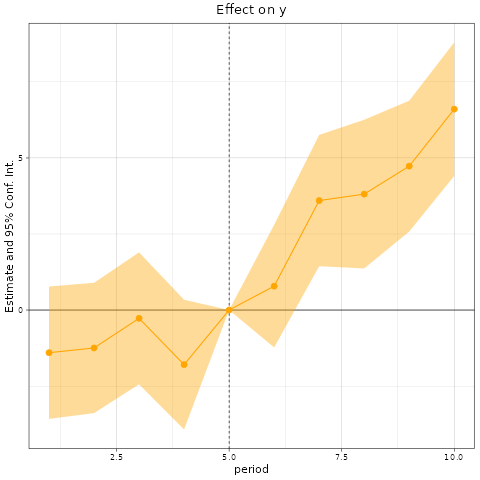 Effect on y
Estimate and 95% Conf. Int.
5
0
2.5 5.0 7.5 10.0
period